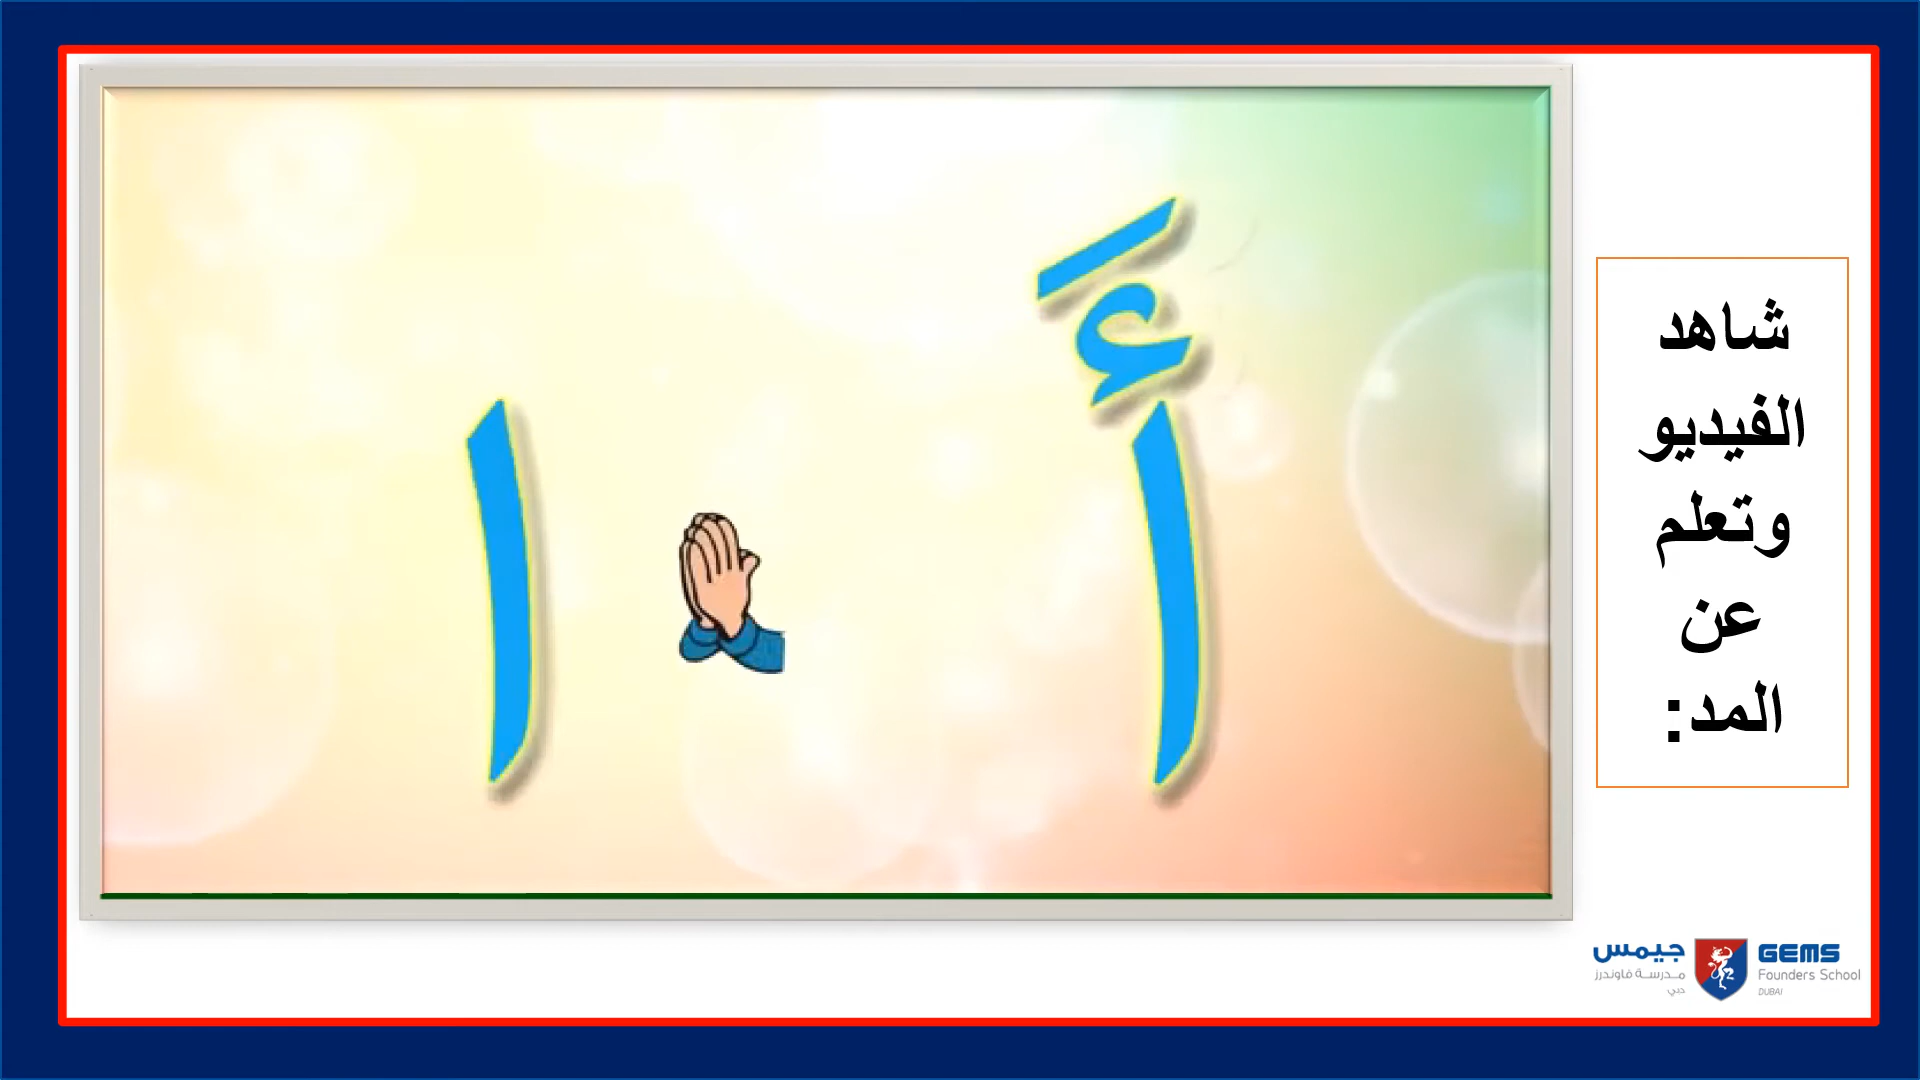 أَ ا
شاهد
الفيديو
وتعلم
عن
المد:
جيمس
مدرسة فاوندرز
دبي
GEMS
Founders School
DUBAI